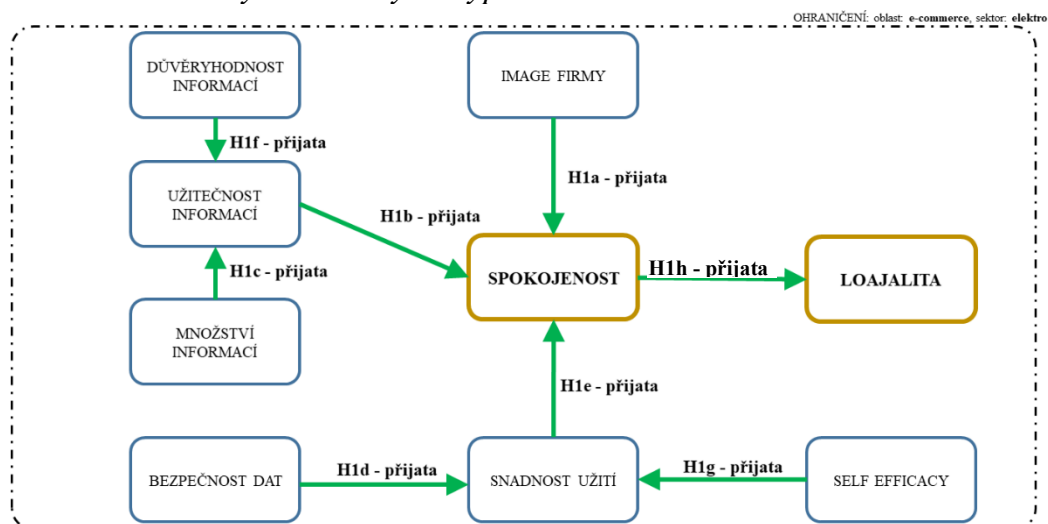 OHRANIČENÍ: oblast: e-commerce, sektor: elektro
DŮVĚRYHODNOST
INFORMACÍ
IMAGE FIRMY
H1f - přijata
H1a - přijata
UŽITEČNOST
INFORMACÍ
H1b - přijata
H1c - přijata
SPOKOJENOST
H1h - přijata
LOAJALITA
MNOŽSTVÍ
INFORMACÍ
H1e - přijata
BEZPEČNOST DAT
H1d - přijata
SNADNOST UŽITÍ
H1g - přijata
SELF EFFICACY